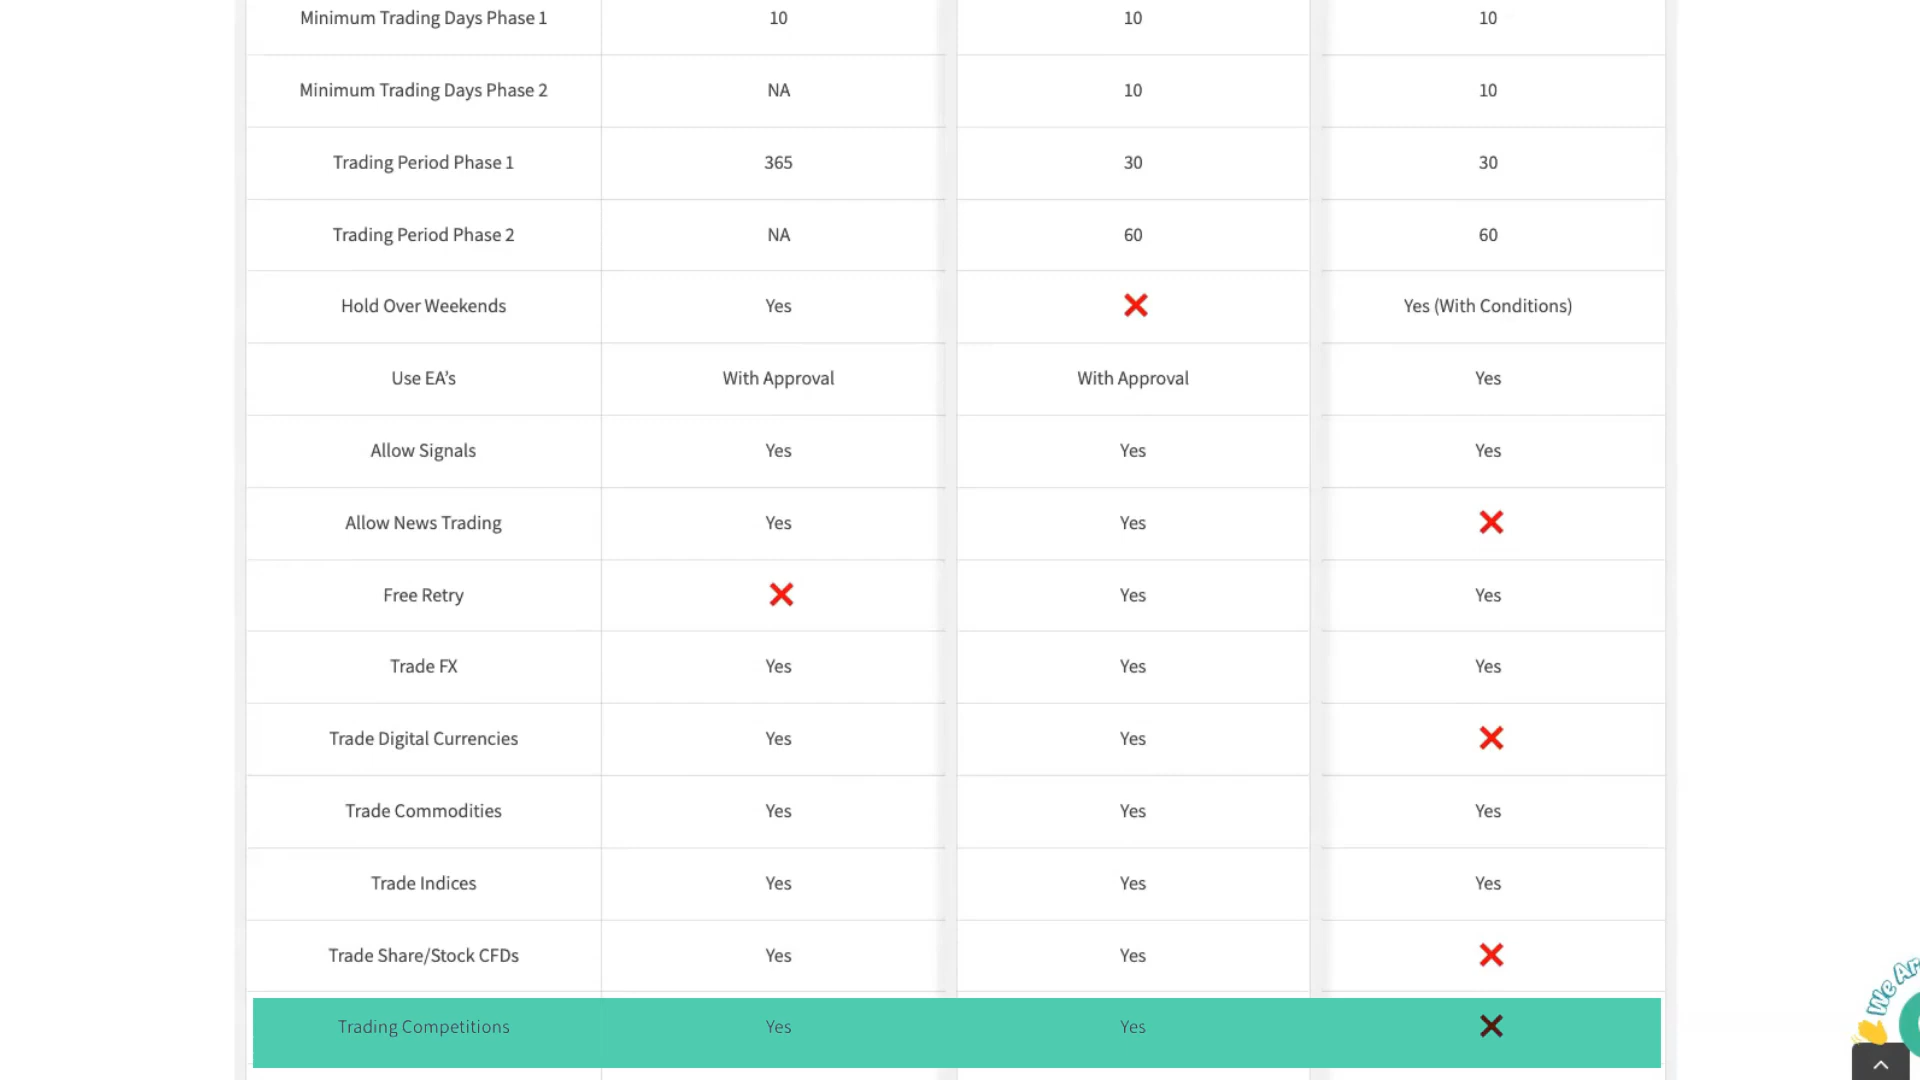 Minimum Trading Days Phase 1 10 10 10
Minimum Trading Days Phase 2 NA 10 10
Trading Period Phase 1 365 30 30
Trading Period Phase 2 NA 60 60
Hold Over Weekends Yes ❌ Yes (With Conditions)
Use EA’s With Approval With Approval Yes
Allow Signals Yes Yes Yes
Allow News Trading Yes Yes ❌
Free Retry ❌ Yes Yes
Trade FX Yes Yes Yes
Trade Digital Currencies Yes Yes ❌
Trade Commodities Yes Yes Yes
Trade Indices Yes Yes Yes
Trade Share/Stock CFDs Yes Yes ❌
Trading Competitions Yes Yes ❌
We Ar